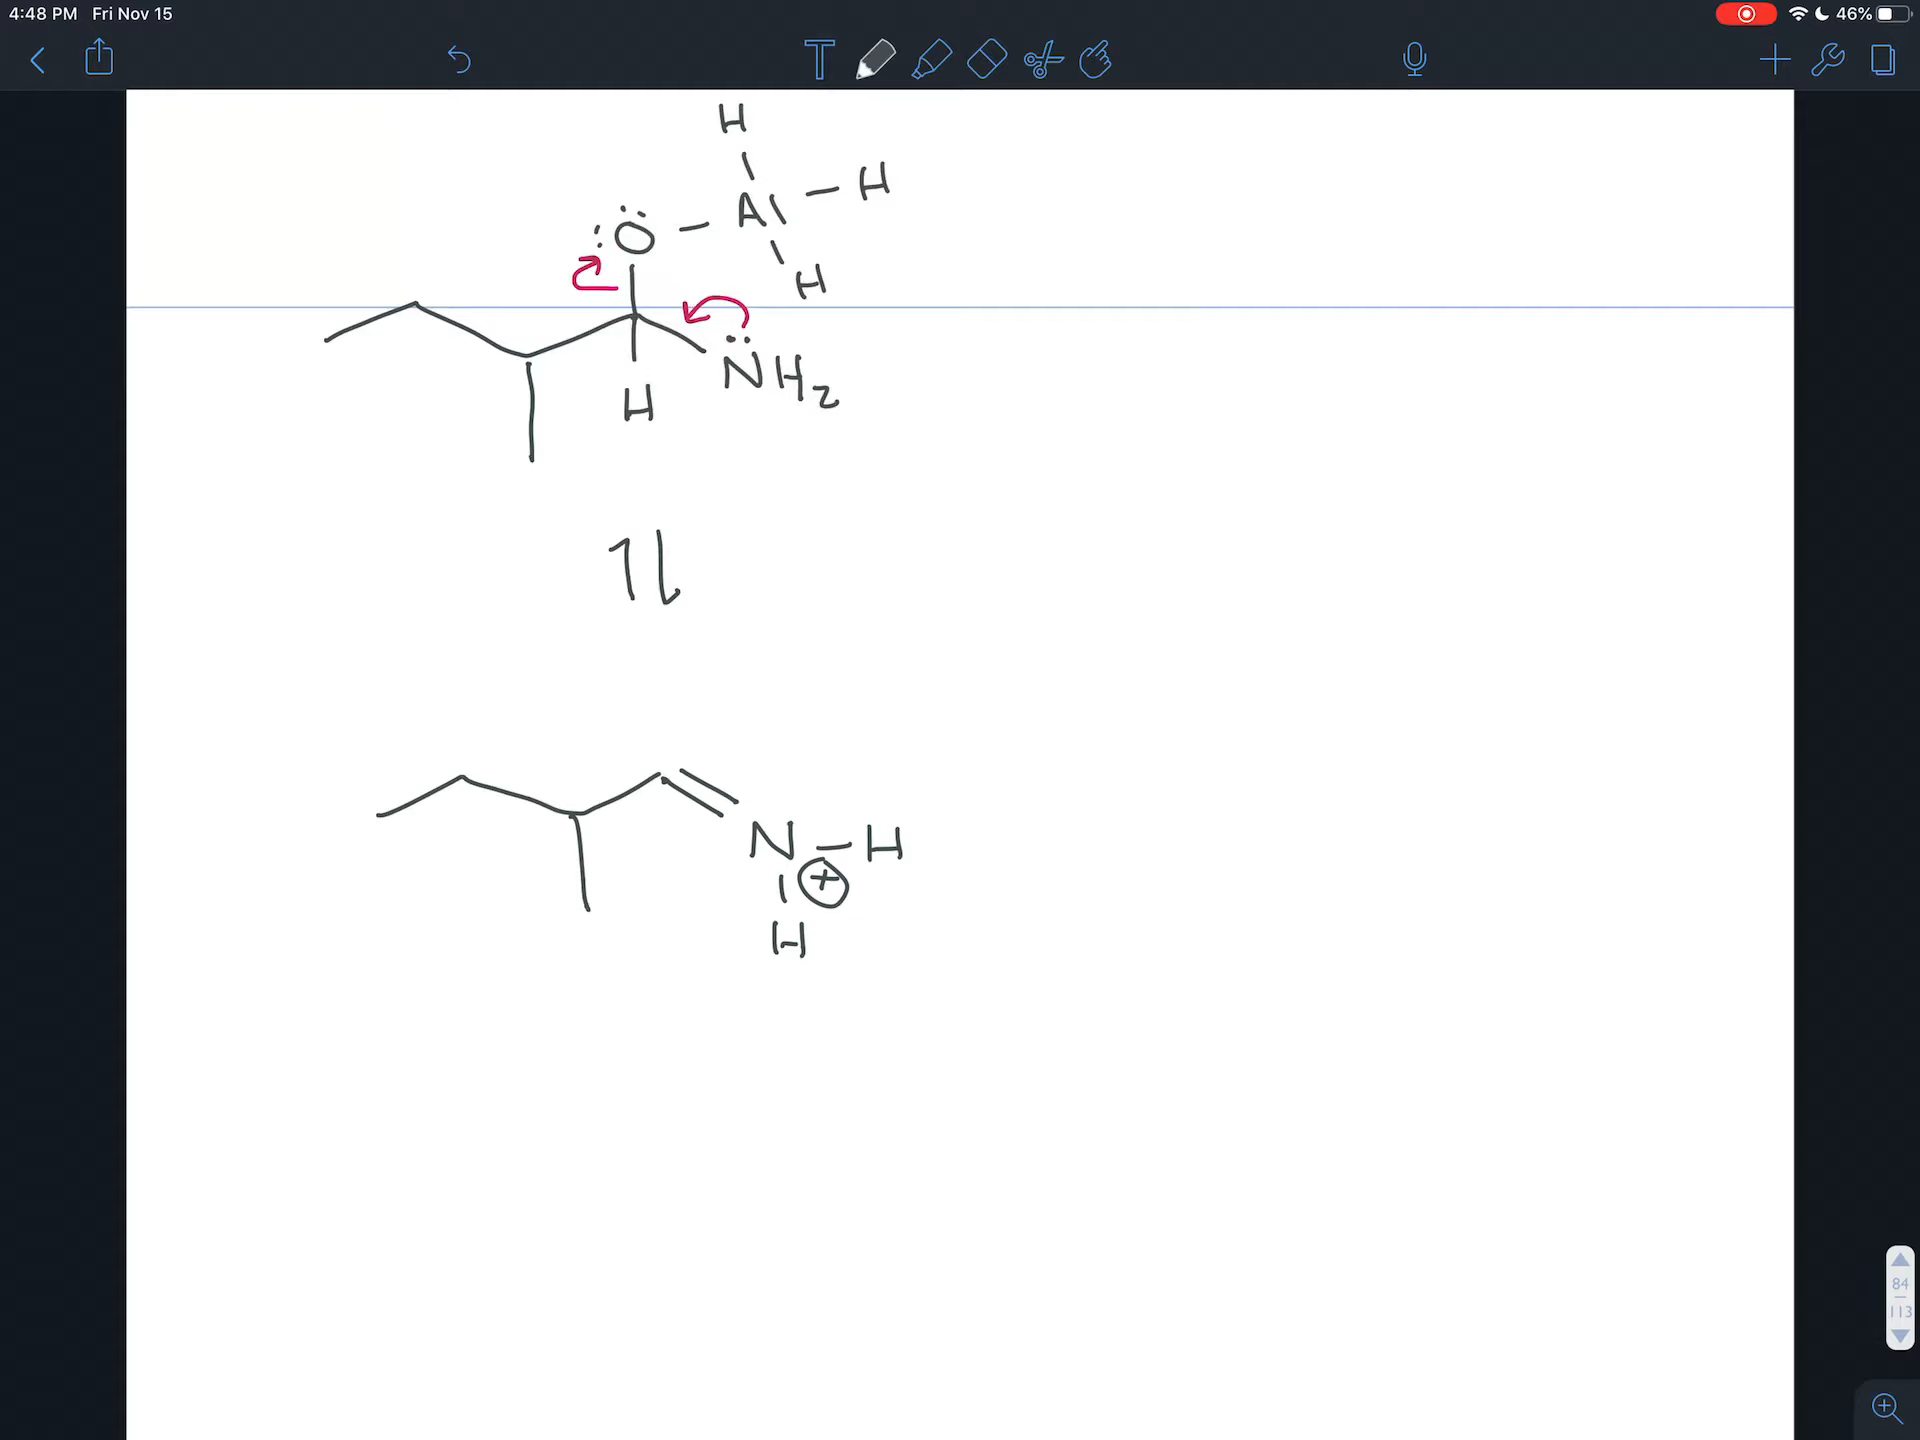 4:48 PM Fri Nov 15
46%
T
H
:Ö – Al – H
H
H
NH2
N – H
+
H
84
113